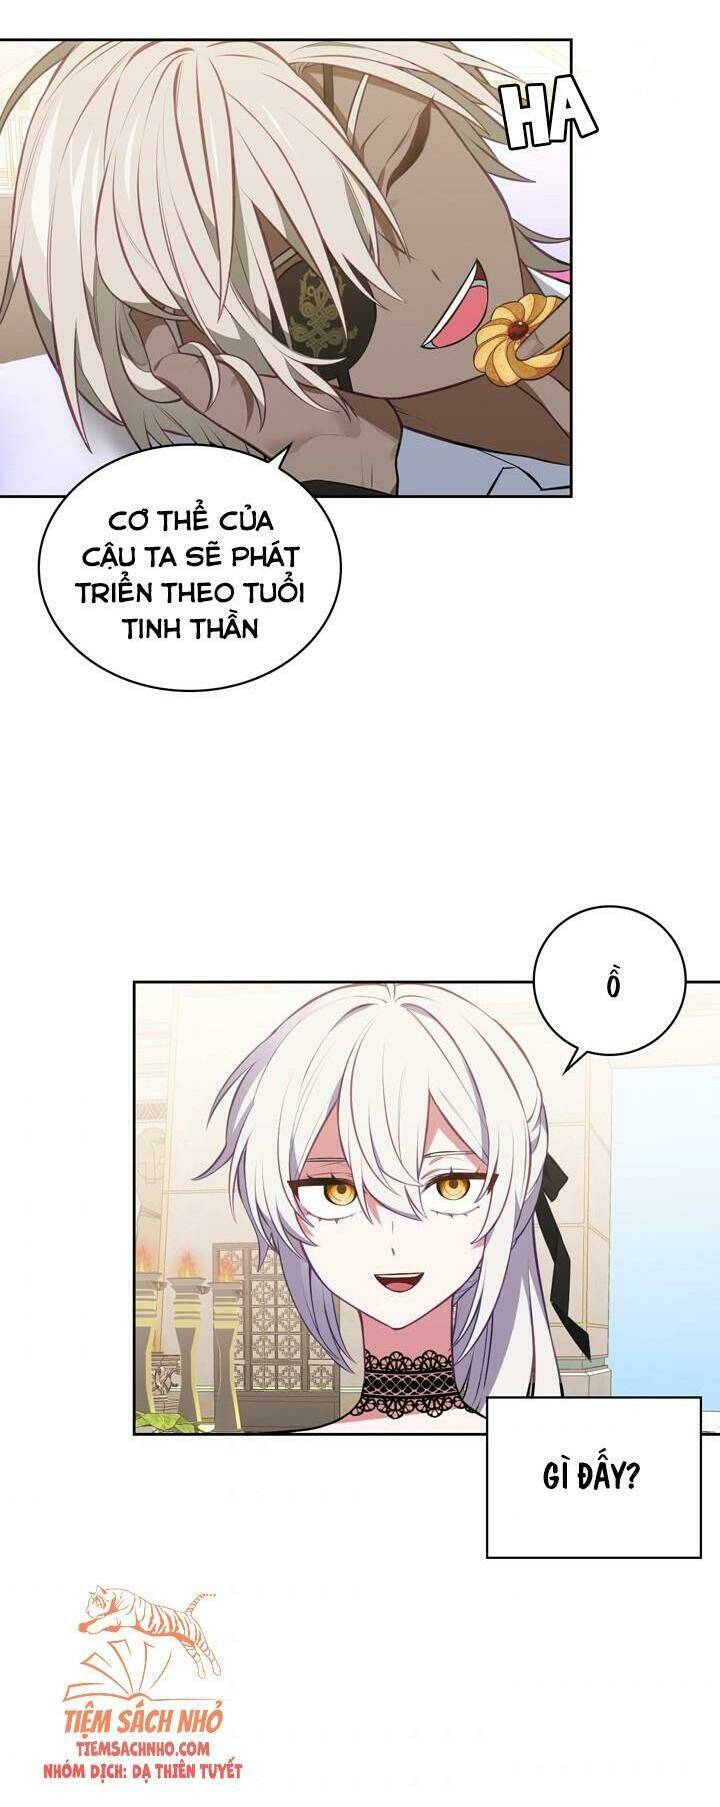 HA
CƠ THỂ CỦA
CẬU TA SẼ PHÁT
TRIỂN THEO TUỔI
TINH THẦN
Ồ
GÌ ĐẤY?
TIỆM SÁCH NHỎ
TIEMSACHNHO.COM
NHÓM DỊCH: DẠ THIÊN TUYẾT